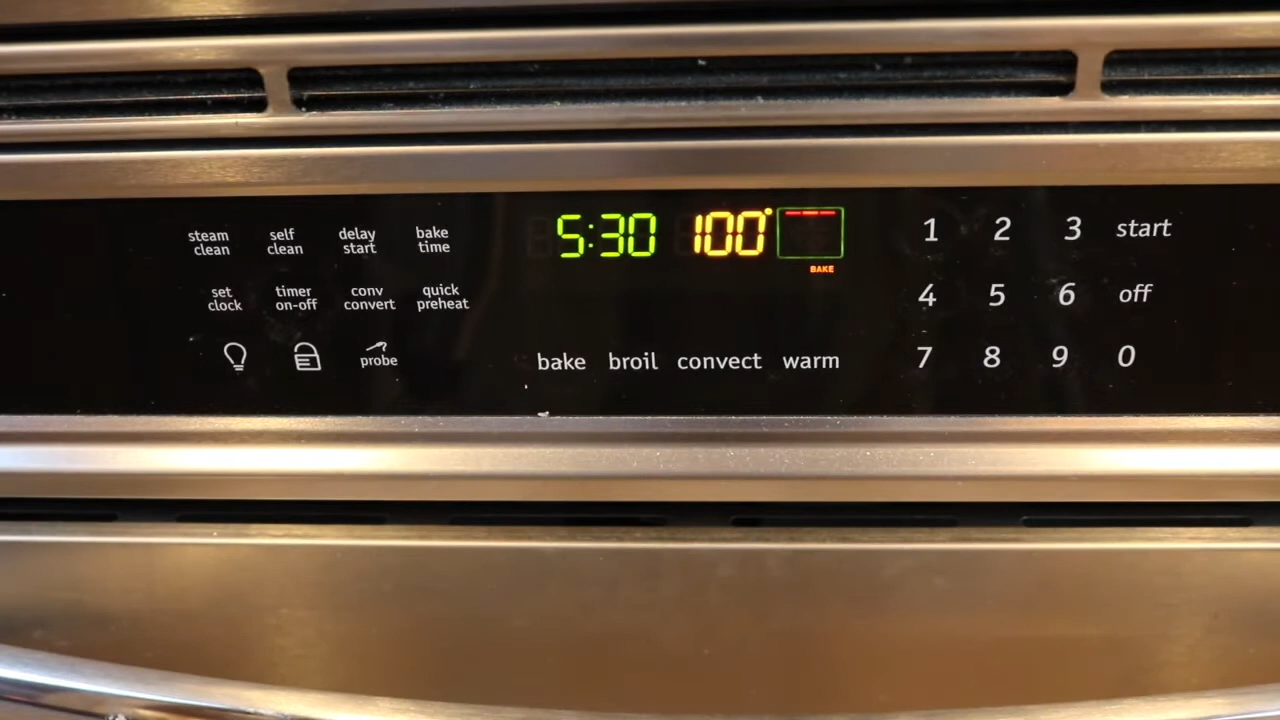 steam clean
self clean
delay start
bake time
set clock
timer on-off
conv convert
quick preheat
probe
5:30 100°
BAKE
bake broil convect warm
1 2 3 start
4 5 6 off
7 8 9 0